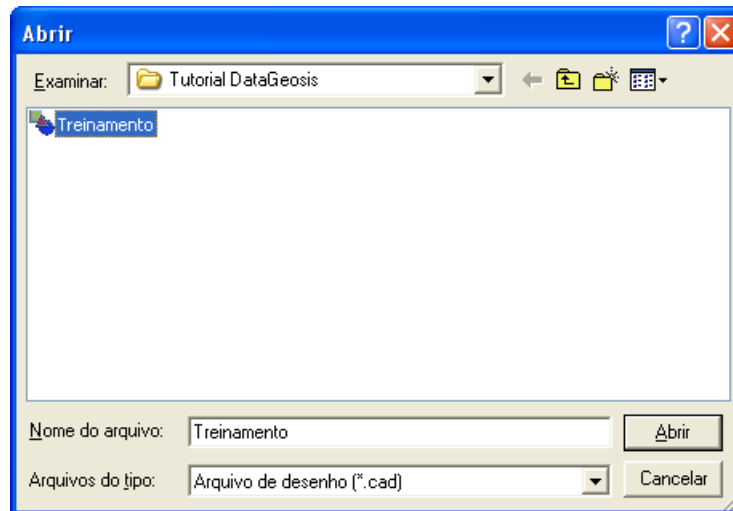 Abrir
Examinar: Tutorial DataGeosis
Treinamento
Nome do arquivo: Treinamento Abrir
Arquivos do tipo: Arquivo de desenho (*.cad) Cancelar